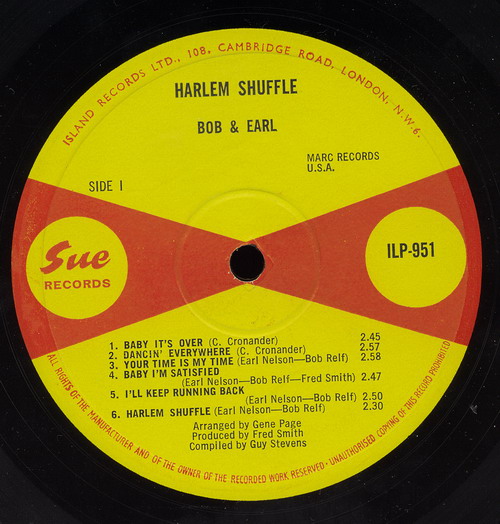 ISLAND RECORDS LTD., 108, CAMBRIDGE ROAD, LONDON, N.W.6.
HARLEM SHUFFLE
BOB & EARL
MARC RECORDS
U.S.A.
SIDE I
Sue
RECORDS
ILP-951
1. BABY IT'S OVER (C. Cronander) 2.45
2. DANCIN' EVERYWHERE (C. Cronander) 2.57
3. YOUR TIME IS MY TIME (Earl Nelson—Bob Relf) 2.58
4. BABY I'M SATISFIED
(Earl Nelson—Bob Relf—Fred Smith) 2.47
5. I'LL KEEP RUNNING BACK
(Earl Nelson—Bob Relf) 2.50
6. HARLEM SHUFFLE (Earl Nelson—Bob Relf) 2.30
Arranged by Gene Page
Produced by Fred Smith
Compiled by Guy Stevens
ALL RIGHTS OF THE MANUFACTURER AND OF THE OWNER OF THE RECORDED WORK RESERVED · UNAUTHORISED COPYING OF THIS RECORD PROHIBITED